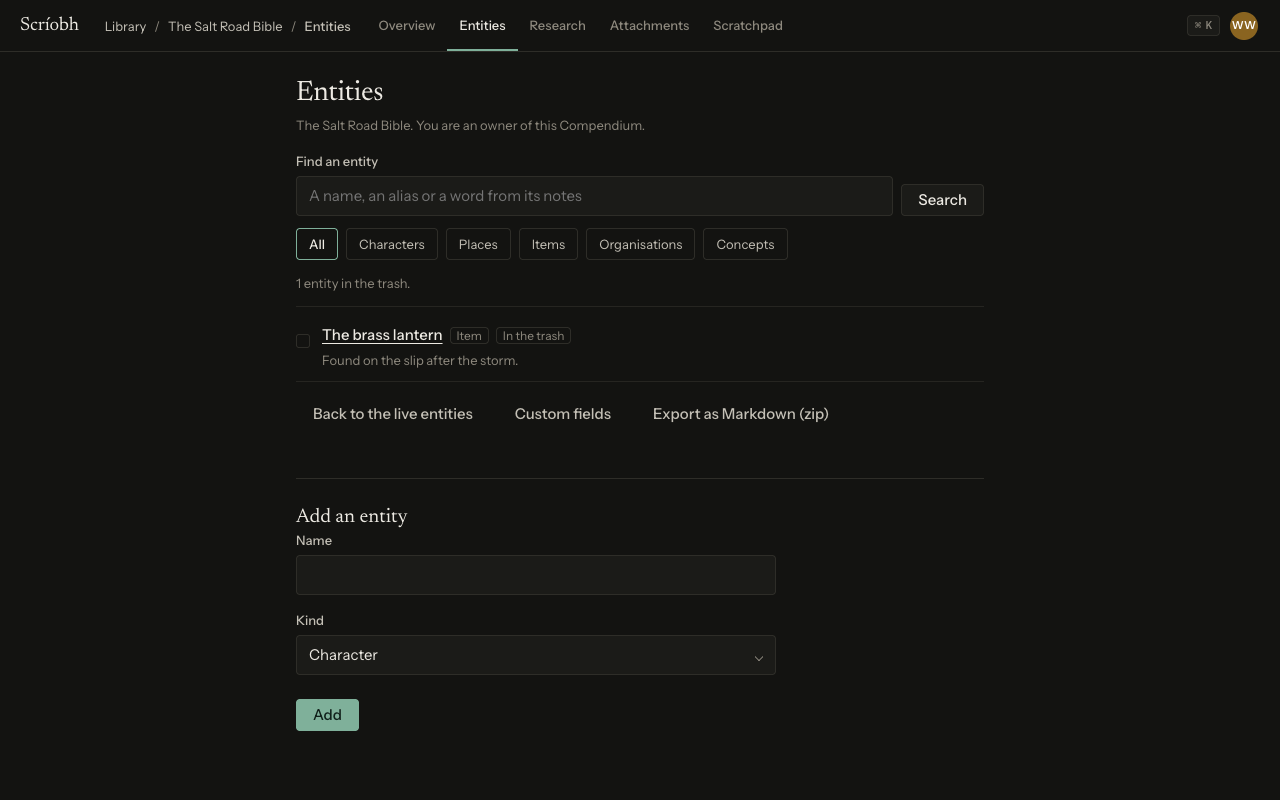 Scríobh
Library / The Salt Road Bible / Entities
Overview Entities Research Attachments Scratchpad
⌘ K
WW
Entities
The Salt Road Bible. You are an owner of this Compendium.
Find an entity
A name, an alias or a word from its notes
Search
All Characters Places Items Organisations Concepts
1 entity in the trash.
The brass lantern Item In the trash
Found on the slip after the storm.
Back to the live entities Custom fields Export as Markdown (zip)
Add an entity
Name
Kind
Character
Add